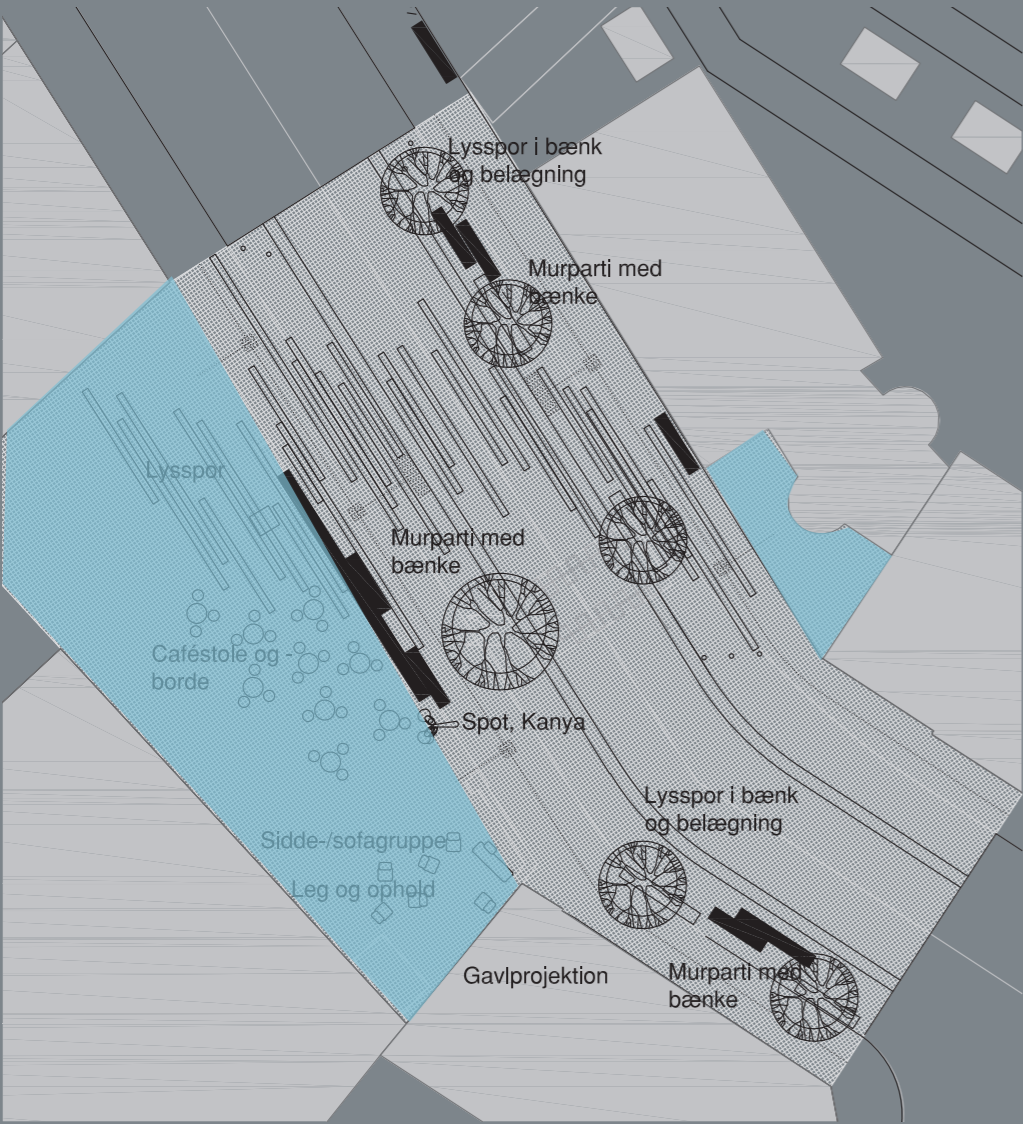 Lysspor i bænk
og belægning
Murparti med
bænke
Lysspor
Murparti med
bænke
Caféstole og -
borde
Spot, Kanya
Lysspor i bænk
og belægning
Sidde-/sofagruppe
Leg og ophold
Gavlprojektion
Murparti med
bænke